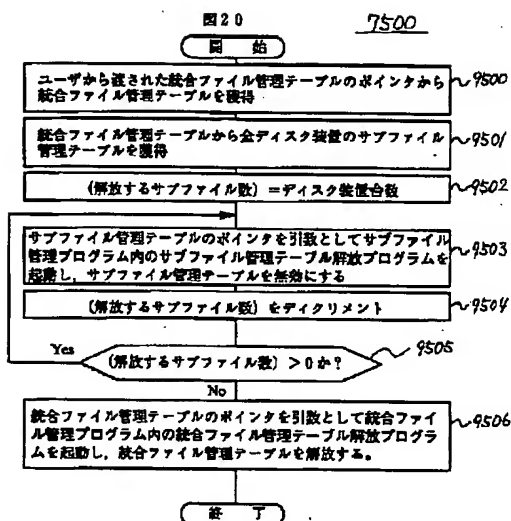 図20
7500
開 始
ユーザから渡された統合ファイル管理テーブルのポインタから
統合ファイル管理テーブルを獲得
9500
統合ファイル管理テーブルから全ディスク装置のサブファイル
管理テーブルを獲得
9501
(解放するサブファイル数)=ディスク装置台数
9502
サブファイル管理テーブルのポインタを引数としてサブファイル
管理プログラム内のサブファイル管理テーブル解放プログラムを
起動し,サブファイル管理テーブルを無効にする
9503
(解放するサブファイル数)をディクリメント
9504
Yes
(解放するサブファイル数)>0か?
9505
No
統合ファイル管理テーブルのポインタを引数として統合ファイ
ル管理プログラム内の統合ファイル管理テーブル解放プログラ
ムを起動し,統合ファイル管理テーブルを解放する。
9506
終 了